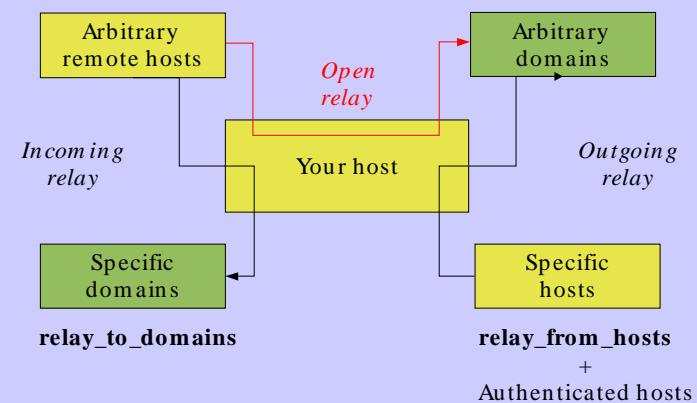 Arbitrary
remote hosts
Arbitrary
domains
Open
relay
Incoming
relay
Your host
Outgoing
relay
Specific
domains
Specific
hosts
relay_to_domains
relay_from_hosts
+
Authenticated hosts